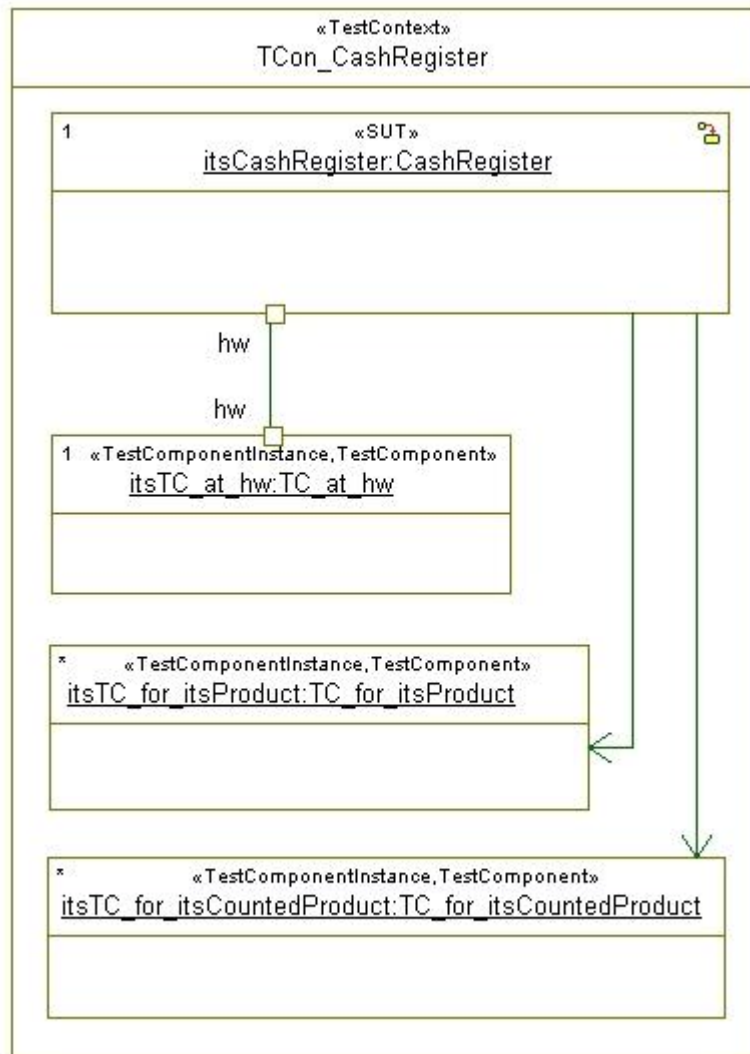 «TestContext»
TCon_CashRegister
1 «SUT»
itsCashRegister:CashRegister
hw
hw
1 «TestComponentInstance,TestComponent»
itsTC_at_hw:TC_at_hw
* «TestComponentInstance,TestComponent»
itsTC_for_itsProduct:TC_for_itsProduct
* «TestComponentInstance,TestComponent»
itsTC_for_itsCountedProduct:TC_for_itsCountedProduct